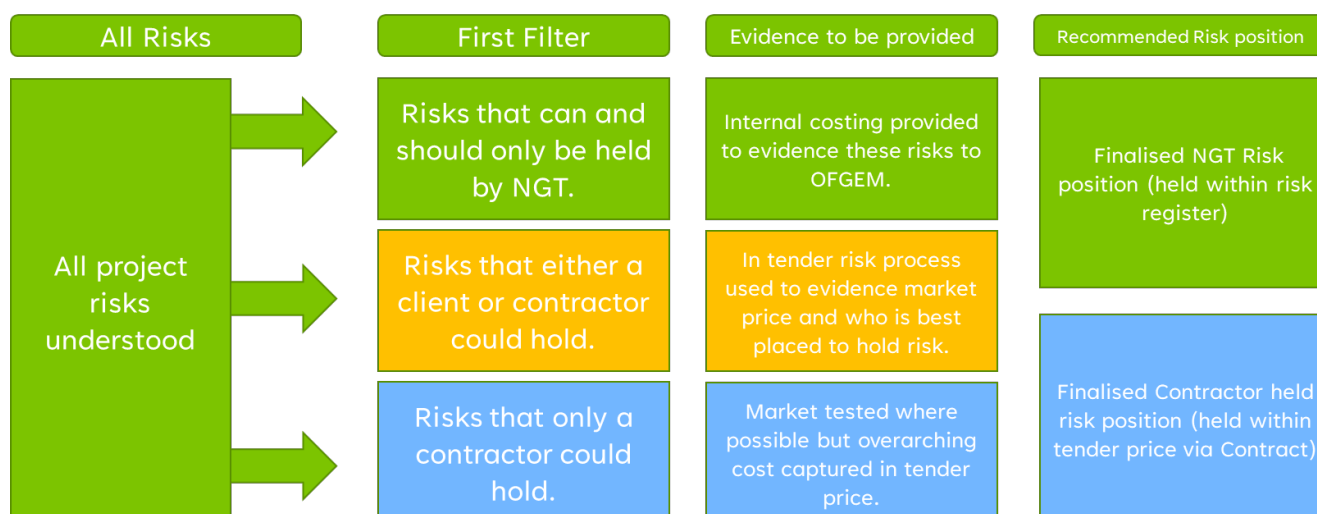 All Risks
First Filter
Evidence to be provided
Recommended Risk position
All project
risks
understood
Risks that can and
should only be held
by NGT.
Internal costing provided
to evidence these risks to
OFGEM.
Finalised NGT Risk
position (held within risk
register)
Risks that either a
client or contractor
could hold.
In tender risk process
used to evidence market
price and who is best
placed to hold risk.
Risks that only a
contractor could
hold.
Market tested where
possible but overarching
cost captured in tender
price.
Finalised Contractor held
risk position (held within
tender price via Contract)